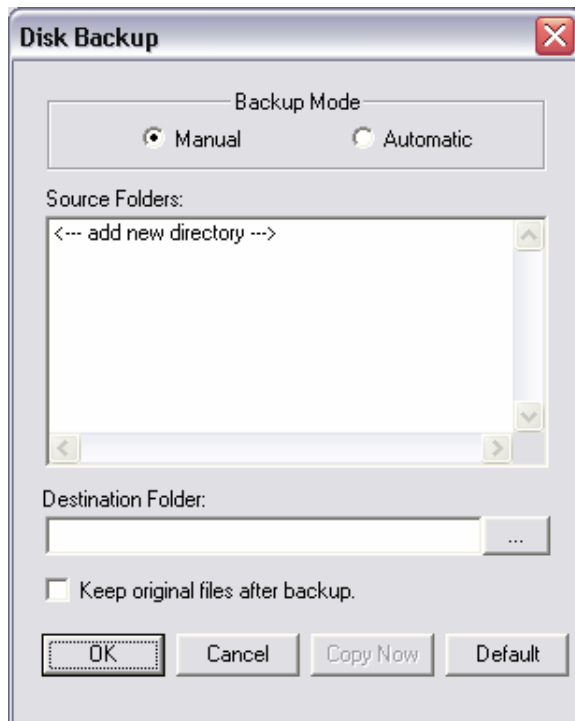 Disk Backup
Backup Mode
Manual Automatic
Source Folders:
<--- add new directory --->
Destination Folder:
...
Keep original files after backup.
OK Cancel Copy Now Default